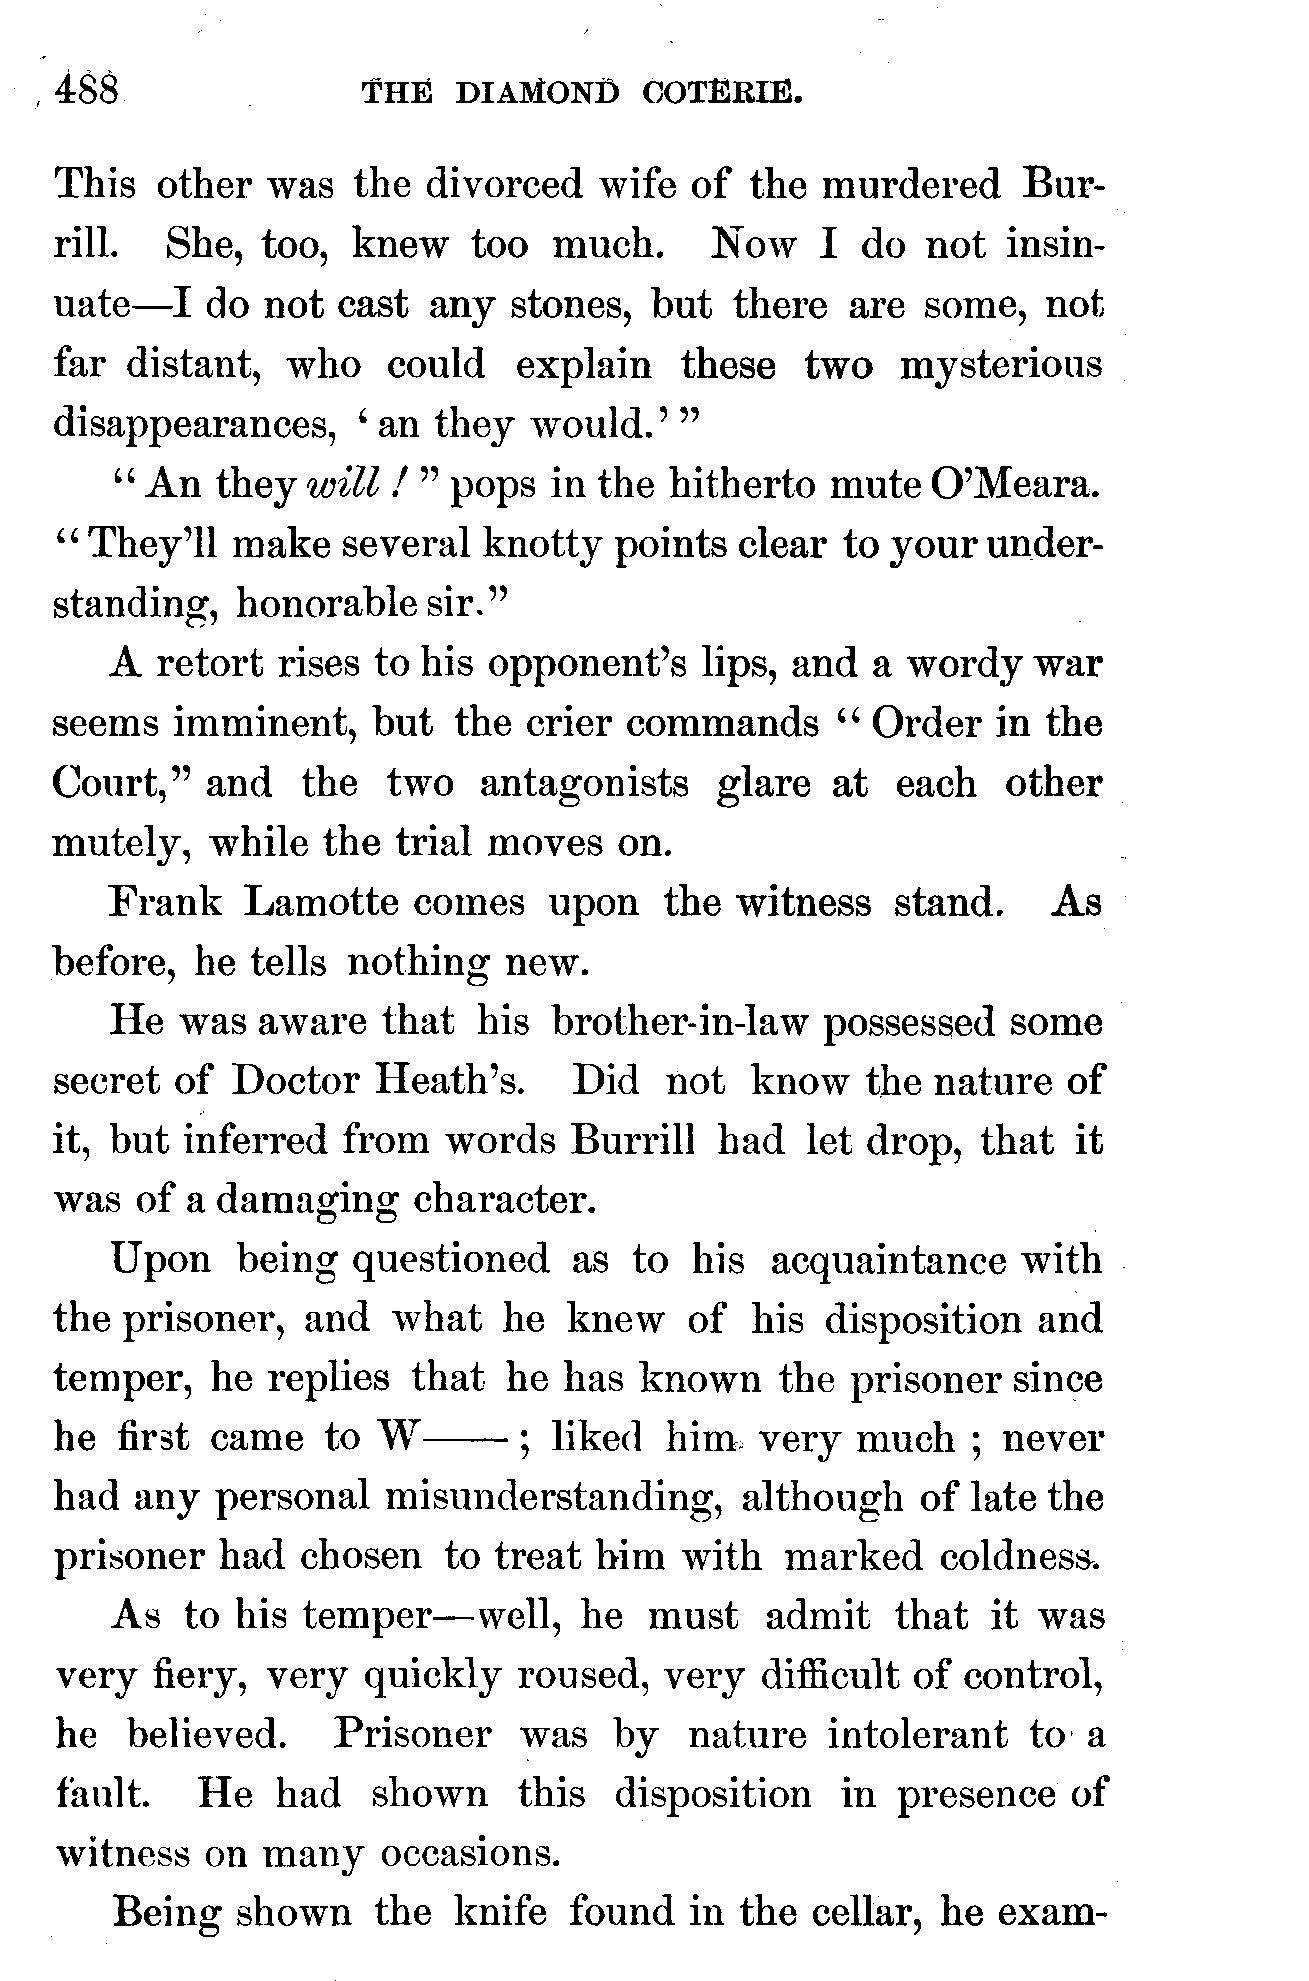 488 THE DIAMOND COTERIE.
This other was the divorced wife of the murdered Bur-
rill. She, too, knew too much. Now I do not insin-
uate—I do not cast any stones, but there are some, not
far distant, who could explain these two mysterious
disappearances, ‘an they would.’”
“An they will!” pops in the hitherto mute O’Meara.
“They’ll make several knotty points clear to your under-
standing, honorable sir.”
A retort rises to his opponent’s lips, and a wordy war
seems imminent, but the crier commands “Order in the
Court,” and the two antagonists glare at each other
mutely, while the trial moves on.
Frank Lamotte comes upon the witness stand. As
before, he tells nothing new.
He was aware that his brother-in-law possessed some
secret of Doctor Heath’s. Did not know the nature of
it, but inferred from words Burrill had let drop, that it
was of a damaging character.
Upon being questioned as to his acquaintance with
the prisoner, and what he knew of his disposition and
temper, he replies that he has known the prisoner since
he first came to W——; liked him very much; never
had any personal misunderstanding, although of late the
prisoner had chosen to treat him with marked coldness.
As to his temper—well, he must admit that it was
very fiery, very quickly roused, very difficult of control,
he believed. Prisoner was by nature intolerant to a
fault. He had shown this disposition in presence of
witness on many occasions.
Being shown the knife found in the cellar, he exam-